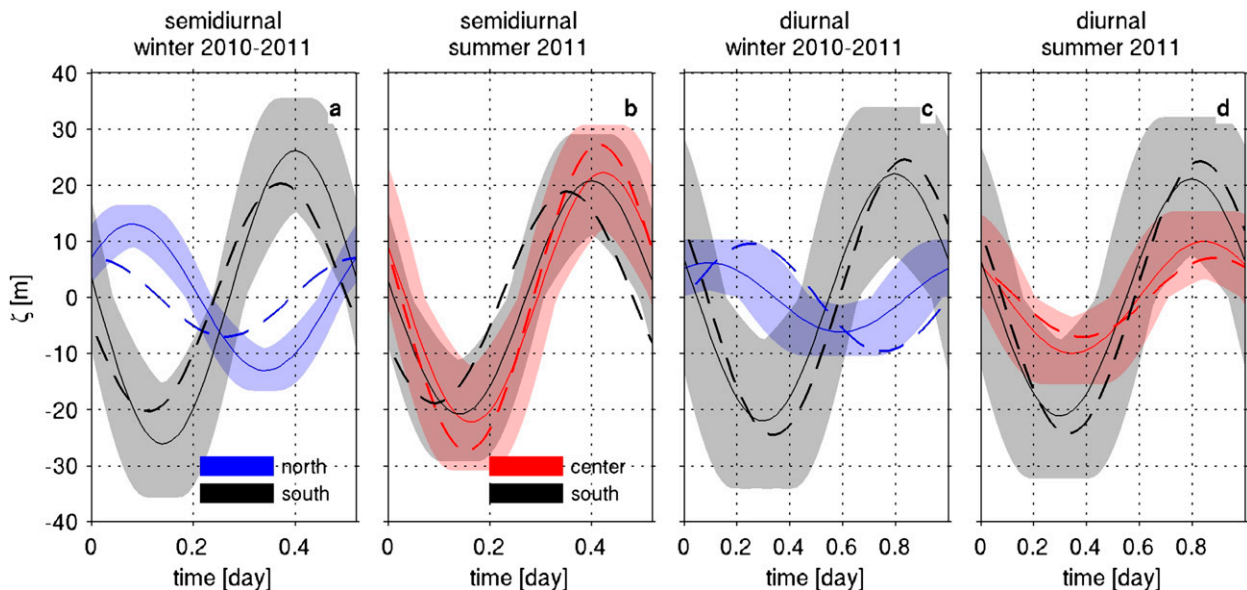 semidiurnal
winter 2010-2011
semidiurnal
summer 2011
diurnal
winter 2010-2011
diurnal
summer 2011
a
b
c
d
40
30
20
10
0
-10
-20
-30
-40
ζ [m]
north
south
center
south
0 0.2 0.4
0 0.2 0.4
0 0.2 0.4 0.6 0.8
0 0.2 0.4 0.6 0.8
time [day]
time [day]
time [day]
time [day]